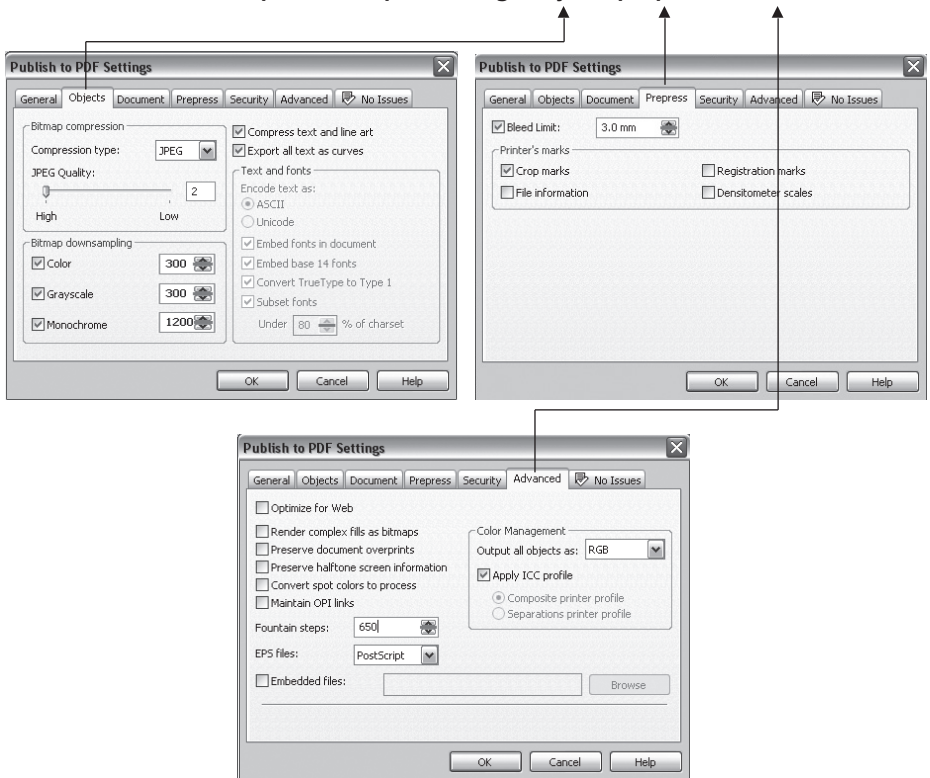 Publish to PDF Settings
General Objects Document Prepress Security Advanced No Issues
Bitmap compression
Compression type: JPEG
JPEG Quality:
2
High Low
Bitmap downsampling
Color 300
Grayscale 300
Monochrome 1200
Compress text and line art
Export all text as curves
Text and fonts
Encode text as:
ASCII
Unicode
Embed fonts in document
Embed base 14 fonts
Convert TrueType to Type 1
Subset fonts
Under 80 % of charset
OK Cancel Help
Publish to PDF Settings
General Objects Document Prepress Security Advanced No Issues
Bleed Limit: 3.0 mm
Printer's marks
Crop marks Registration marks
File information Densitometer scales
OK Cancel Help
Publish to PDF Settings
General Objects Document Prepress Security Advanced No Issues
Optimize for Web
Render complex fills as bitmaps
Preserve document overprints
Preserve halftone screen information
Convert spot colors to process
Maintain OPI links
Fountain steps: 650
EPS files: PostScript
Embedded files: Browse
Color Management
Output all objects as: RGB
Apply ICC profile
Composite printer profile
Separations printer profile
OK Cancel Help